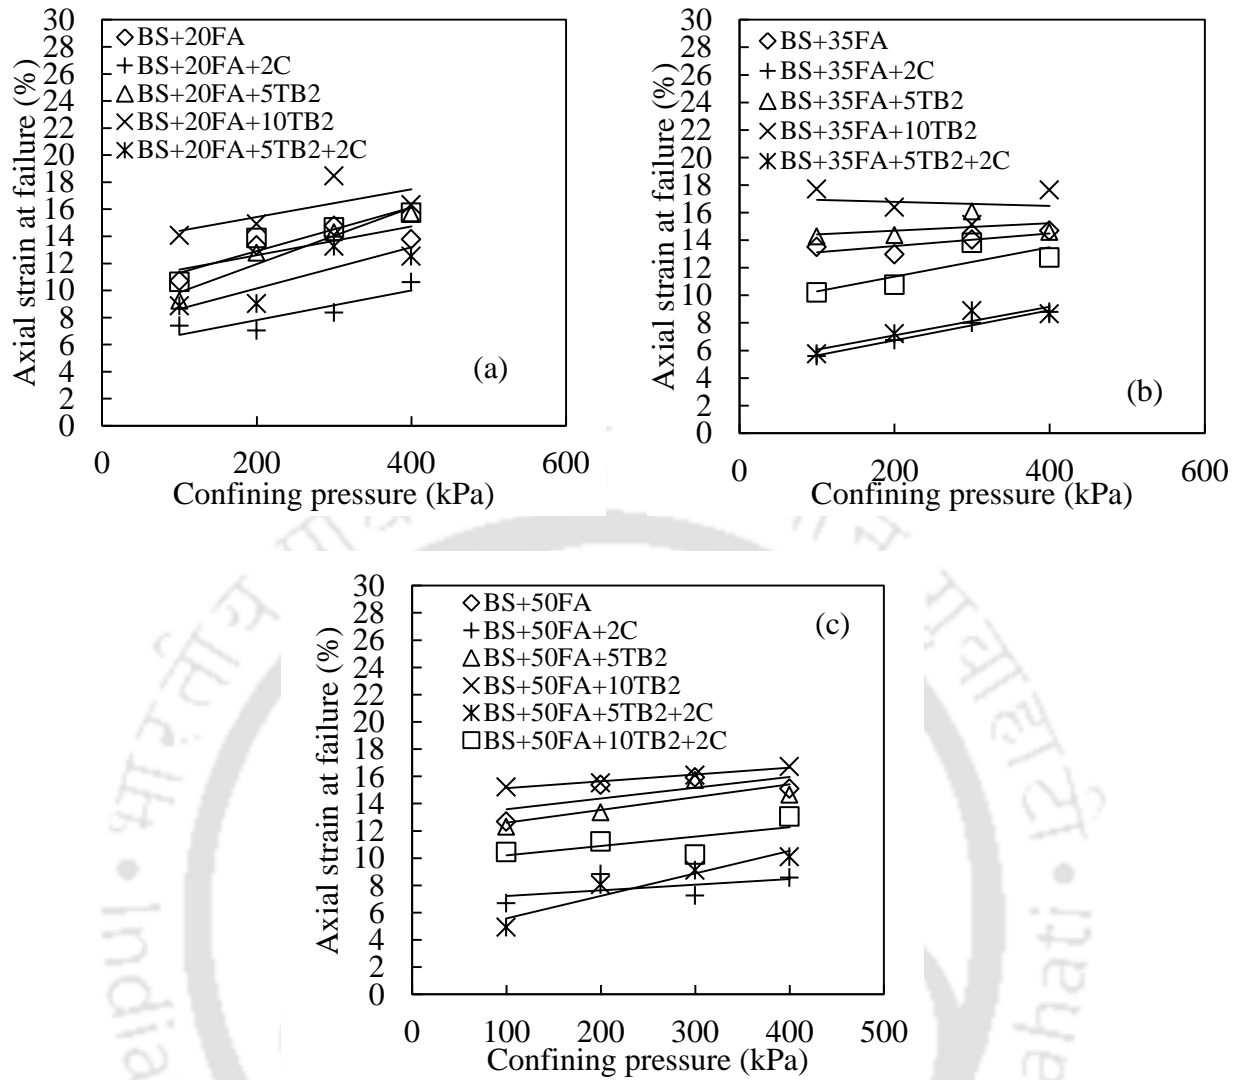 30
28
26
24
22
20
18
16
14
12
10
8
6
4
2
0
Axial strain at failure (%)
BS+20FA
BS+20FA+2C
BS+20FA+5TB2
BS+20FA+10TB2
BS+20FA+5TB2+2C
(a)
0 200 400 600
Confining pressure (kPa)
30
28
26
24
22
20
18
16
14
12
10
8
6
4
2
0
Axial strain at failure (%)
BS+35FA
BS+35FA+2C
BS+35FA+5TB2
BS+35FA+10TB2
BS+35FA+5TB2+2C
(b)
0 200 400 600
Confining pressure (kPa)
30
28
26
24
22
20
18
16
14
12
10
8
6
4
2
0
Axial strain at failure (%)
BS+50FA
BS+50FA+2C
BS+50FA+5TB2
BS+50FA+10TB2
BS+50FA+5TB2+2C
BS+50FA+10TB2+2C
(c)
0 100 200 300 400 500
Confining pressure (kPa)